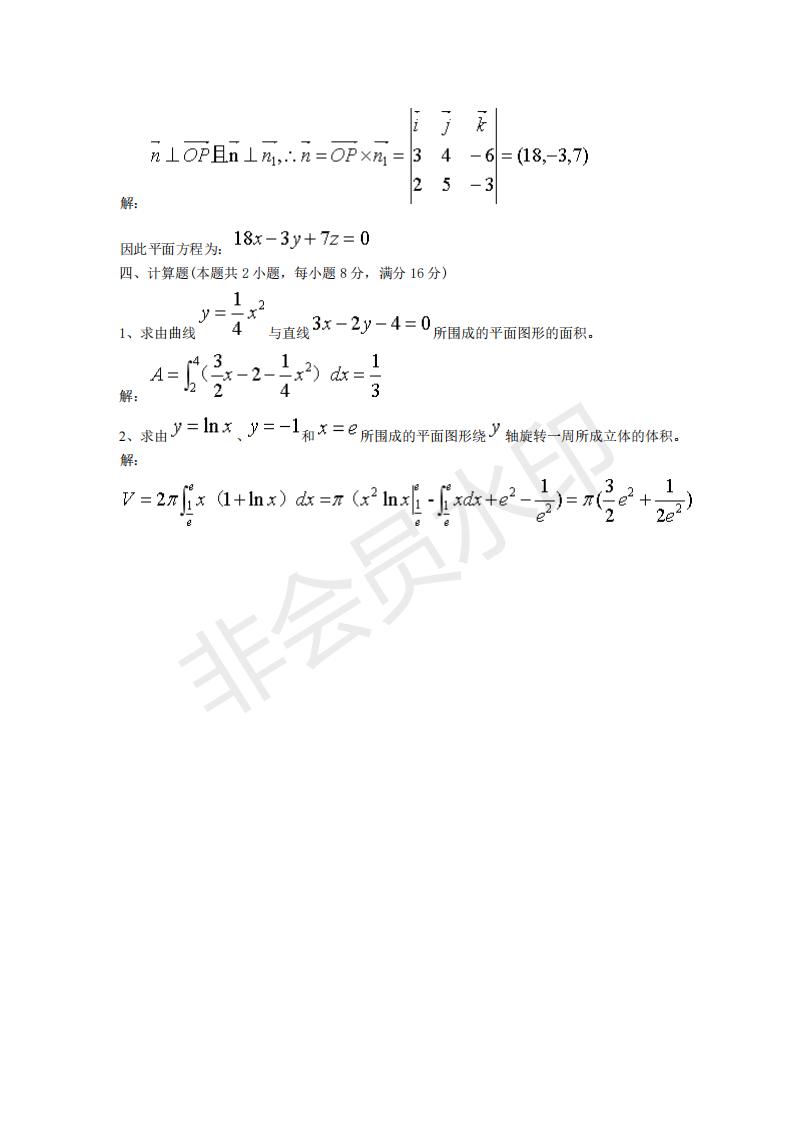 解: $\vec{n} \perp \overrightarrow{OP}$且$\vec{\mathbf{n}} \perp \overrightarrow{n_1}, \therefore \vec{n} = \overrightarrow{OP} \times \overrightarrow{n_1} = \begin{vmatrix} \vec{i} & \vec{j} & \vec{k} \\ 3 & 4 & -6 \\ 2 & 5 & -3 \end{vmatrix} = (18,-3,7)$
因此平面方程为: $18x-3y+7z=0$
四、计算题(本题共 2 小题，每小题 8 分，满分 16 分)
1、求由曲线 $y=\frac{1}{4}x^2$ 与直线 $3x-2y-4=0$ 所围成的平面图形的面积。
解: $A=\int_2^4（\frac{3}{2}x-2-\frac{1}{4}x^2）dx=\frac{1}{3}$
2、求由 $y=\ln x$ 、 $y=-1$ 和 $x=e$ 所围成的平面图形绕 $y$ 轴旋转一周所成立体的体积。
解:
$V=2\pi\int_{\frac{1}{e}}^{e} x（1+\ln x）dx=\pi（x^2\ln x|_{\frac{1}{e}}^{e}-\int_{\frac{1}{e}}^{e}xdx+e^2-\frac{1}{e^2})=\pi(\frac{3}{2}e^2+\frac{1}{2e^2})$
非会员水印